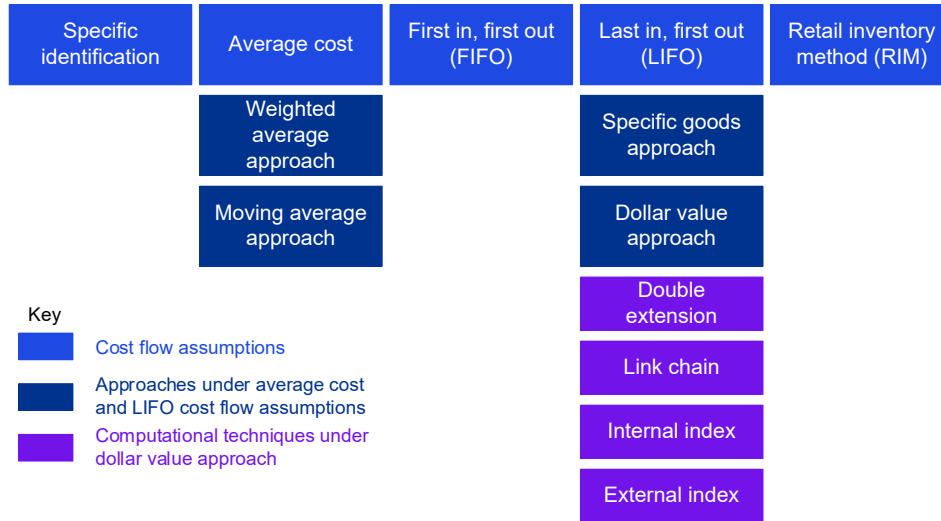 Specific
identification
Average cost
First in, first out
(FIFO)
Last in, first out
(LIFO)
Retail inventory
method (RIM)
Weighted
average
approach
Specific goods
approach
Moving average
approach
Dollar value
approach
Double
extension
Link chain
Internal index
External index
Key
Cost flow assumptions
Approaches under average cost
and LIFO cost flow assumptions
Computational techniques under
dollar value approach